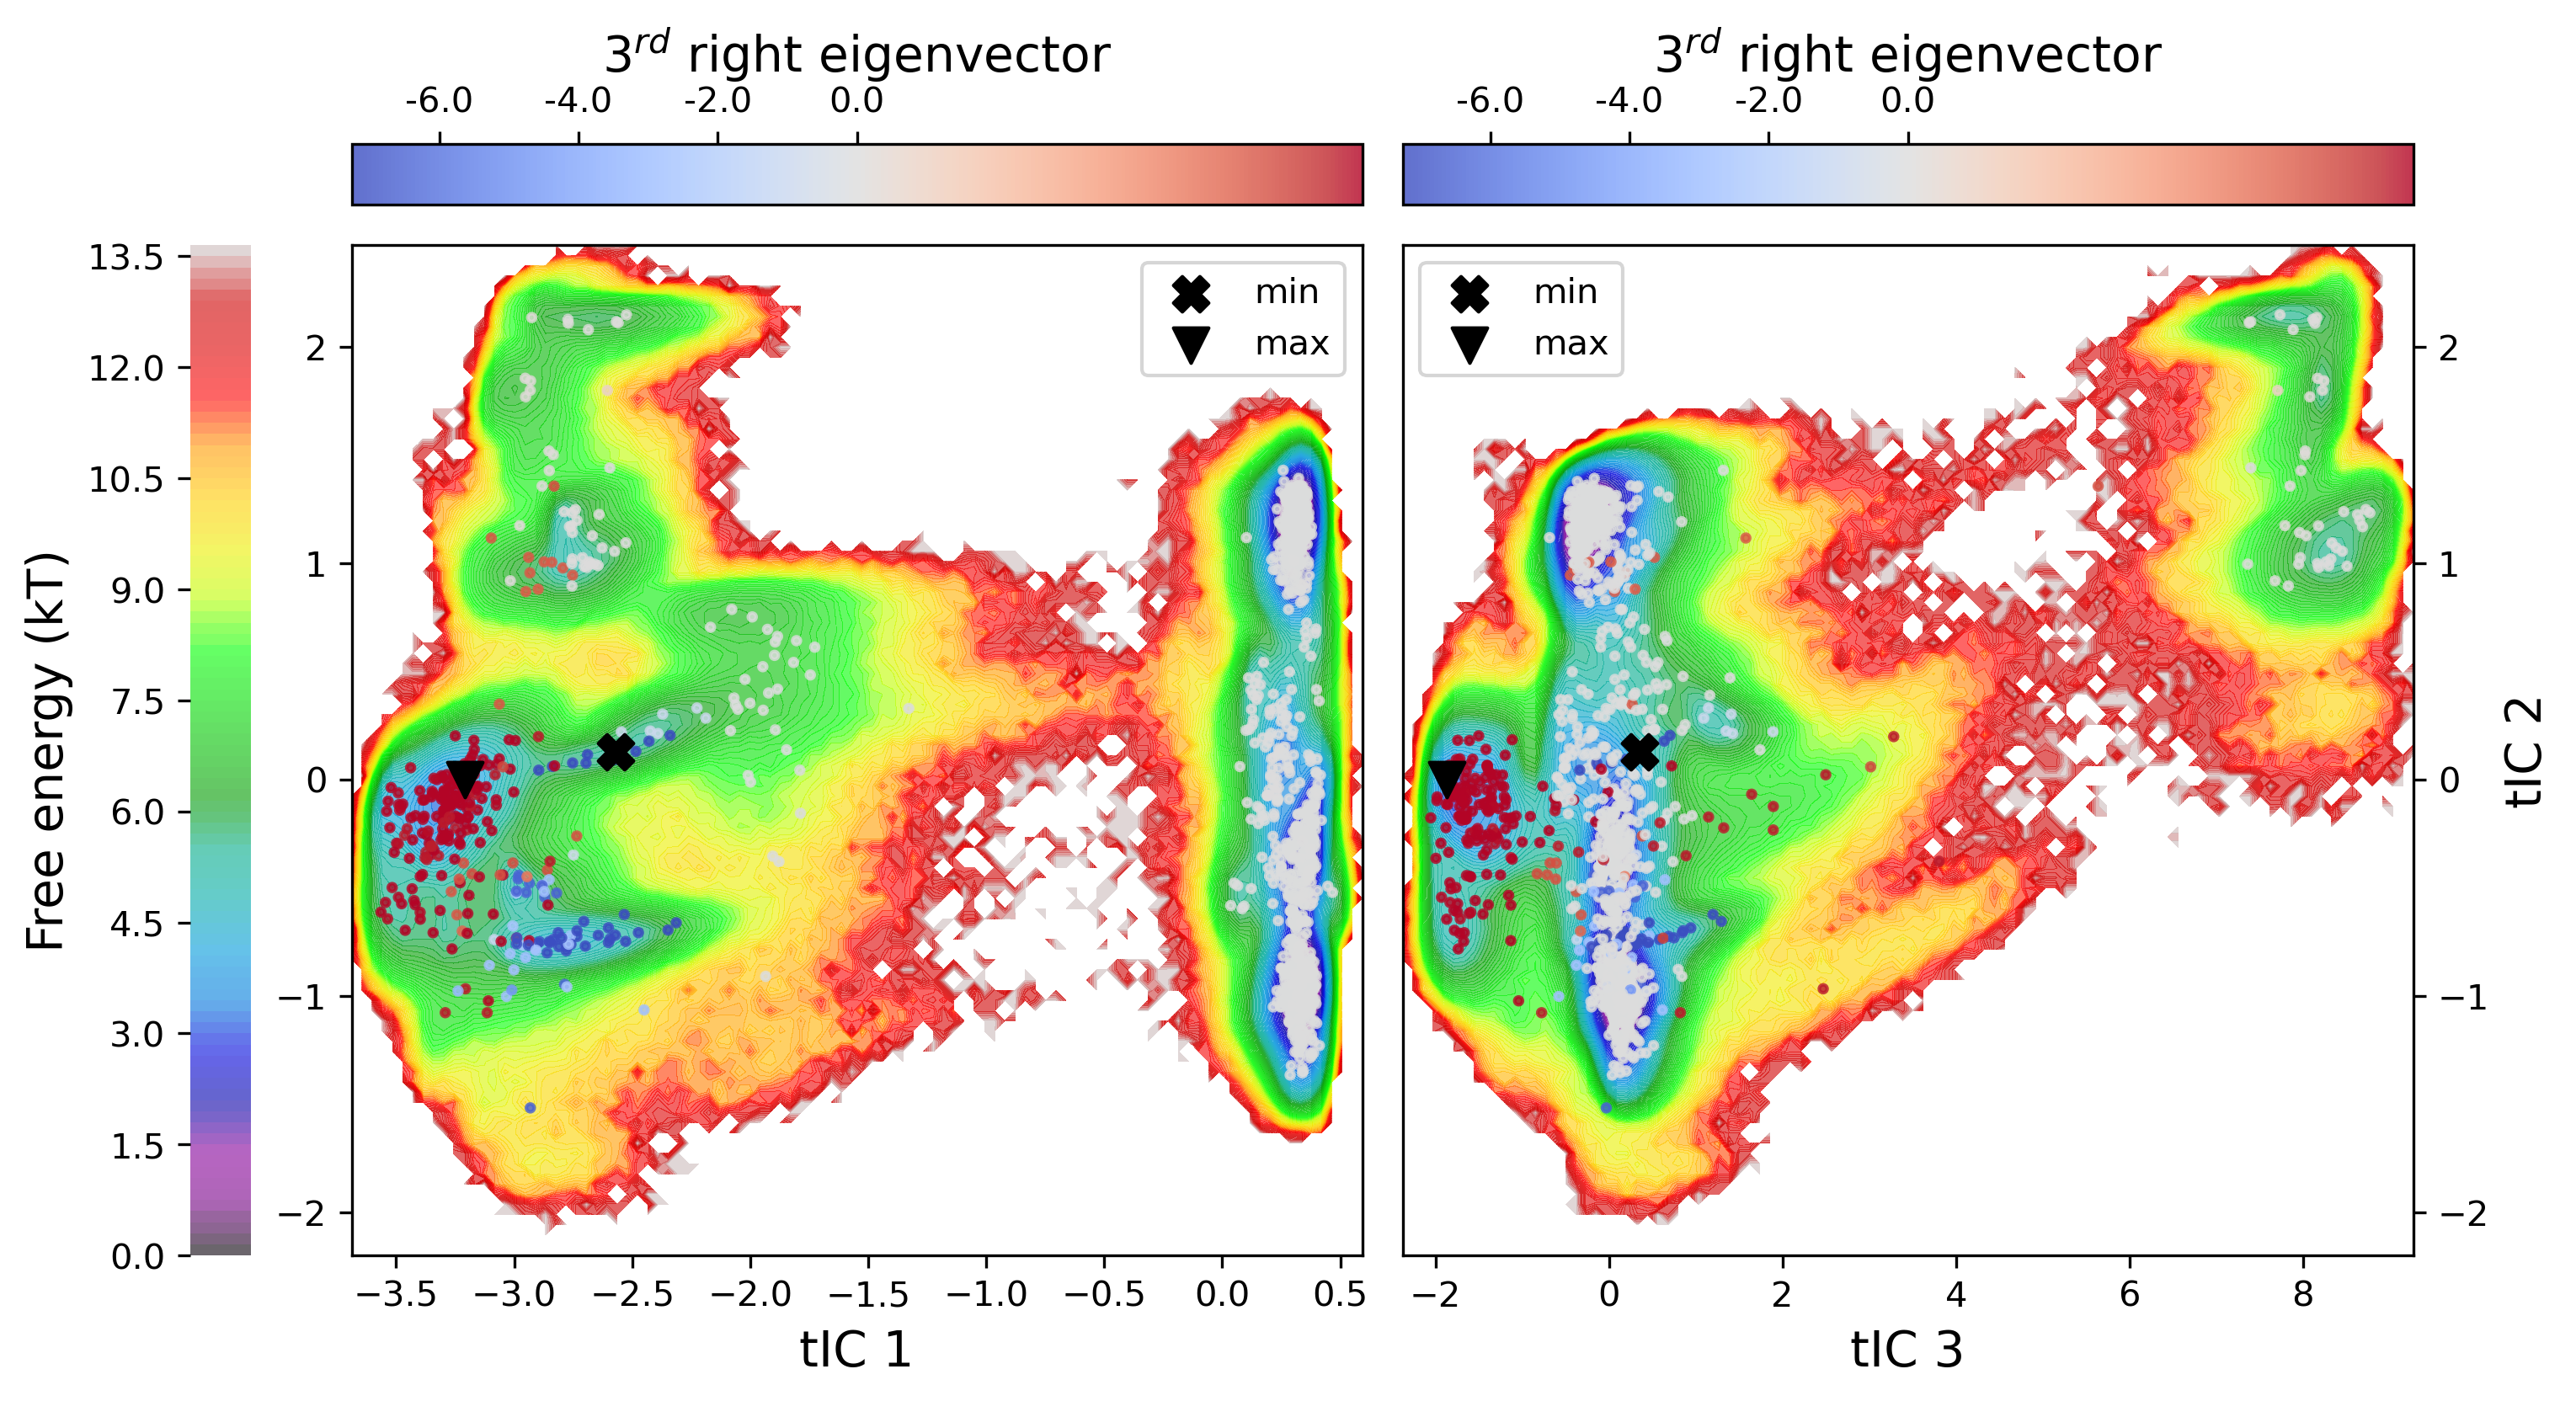 3rd right eigenvector
3rd right eigenvector
-6.0 -4.0 -2.0 0.0
-6.0 -4.0 -2.0 0.0
Free energy (kT)
13.5
12.0
10.5
9.0
7.5
6.0
4.5
3.0
1.5
0.0
2
1
0
−1
−2
min
max
min
max
2
1
0
−1
−2
tIC 2
−3.5 −3.0 −2.5 −2.0 −1.5 −1.0 −0.5 0.0 0.5
−2 0 2 4 6 8
tIC 1
tIC 3